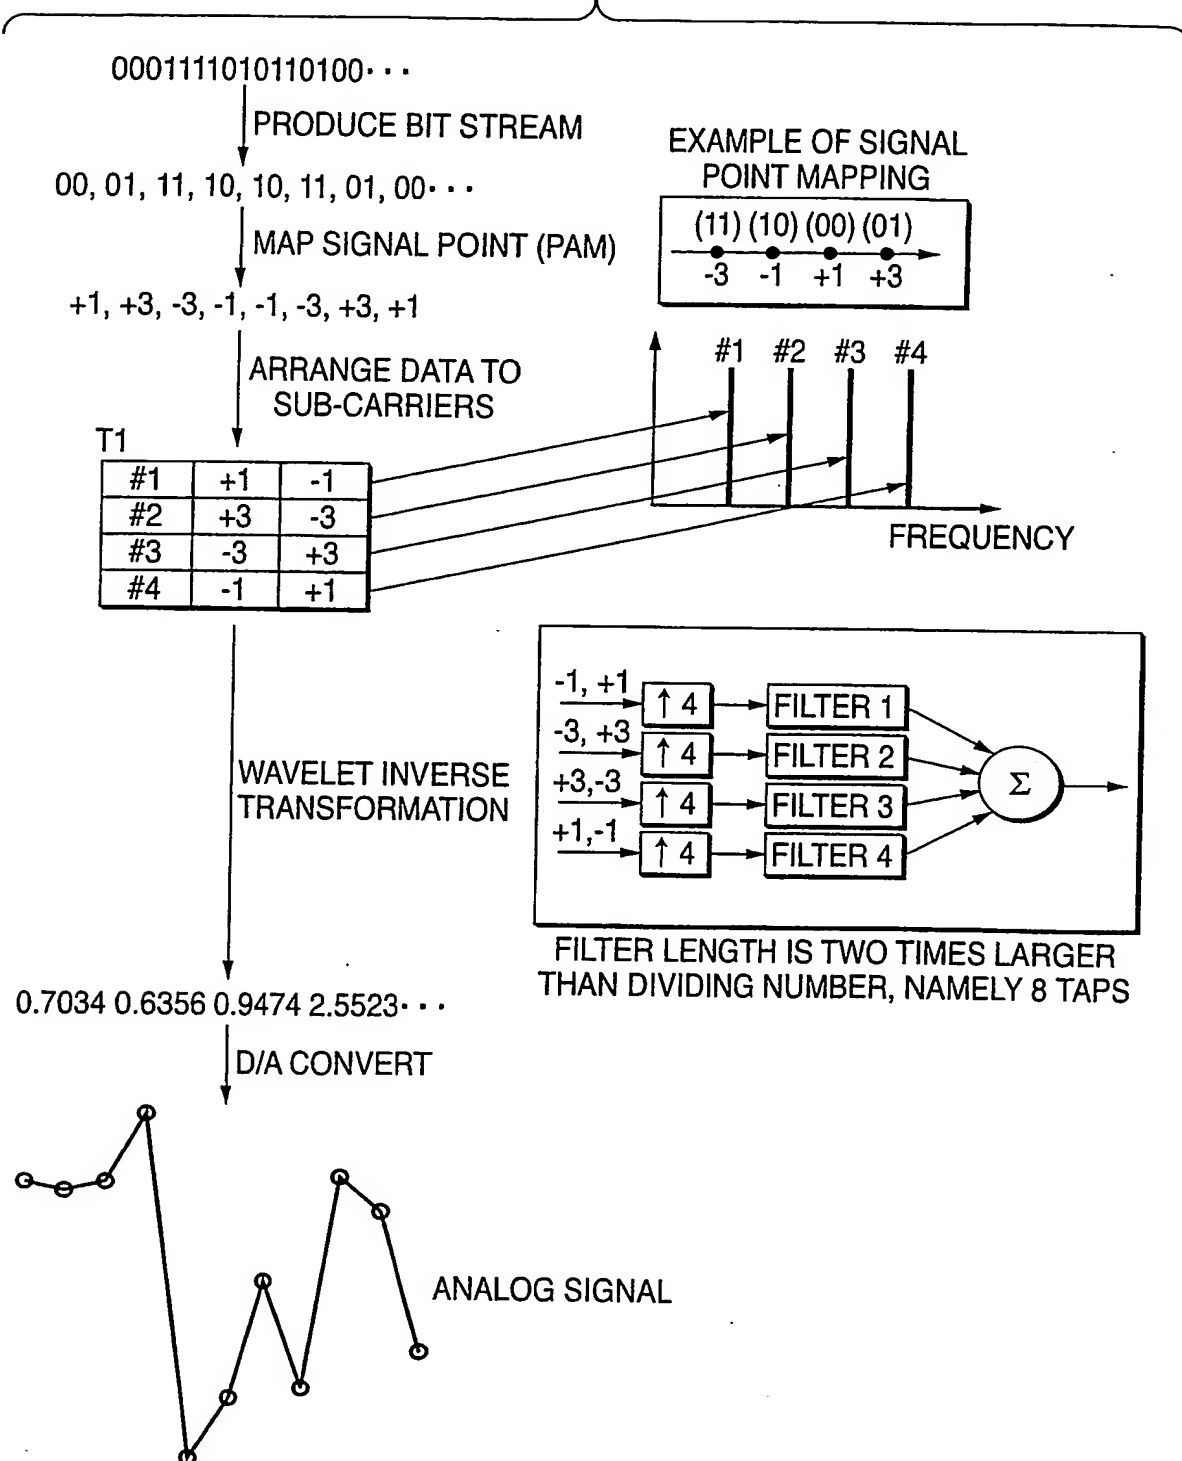 0001111010110100···
PRODUCE BIT STREAM
00, 01, 11, 10, 10, 11, 01, 00···
MAP SIGNAL POINT (PAM)
+1, +3, -3, -1, -1, -3, +3, +1
ARRANGE DATA TO
SUB-CARRIERS
EXAMPLE OF SIGNAL
POINT MAPPING
(11) (10) (00) (01)
-3 -1 +1 +3
#1 #2 #3 #4
FREQUENCY
T1
#1 +1 -1
#2 +3 -3
#3 -3 +3
#4 -1 +1
WAVELET INVERSE
TRANSFORMATION
-1, +1 ↑ 4 FILTER 1
-3, +3 ↑ 4 FILTER 2
+3,-3 ↑ 4 FILTER 3
+1,-1 ↑ 4 FILTER 4
Σ
FILTER LENGTH IS TWO TIMES LARGER
THAN DIVIDING NUMBER, NAMELY 8 TAPS
0.7034 0.6356 0.9474 2.5523···
D/A CONVERT
ANALOG SIGNAL